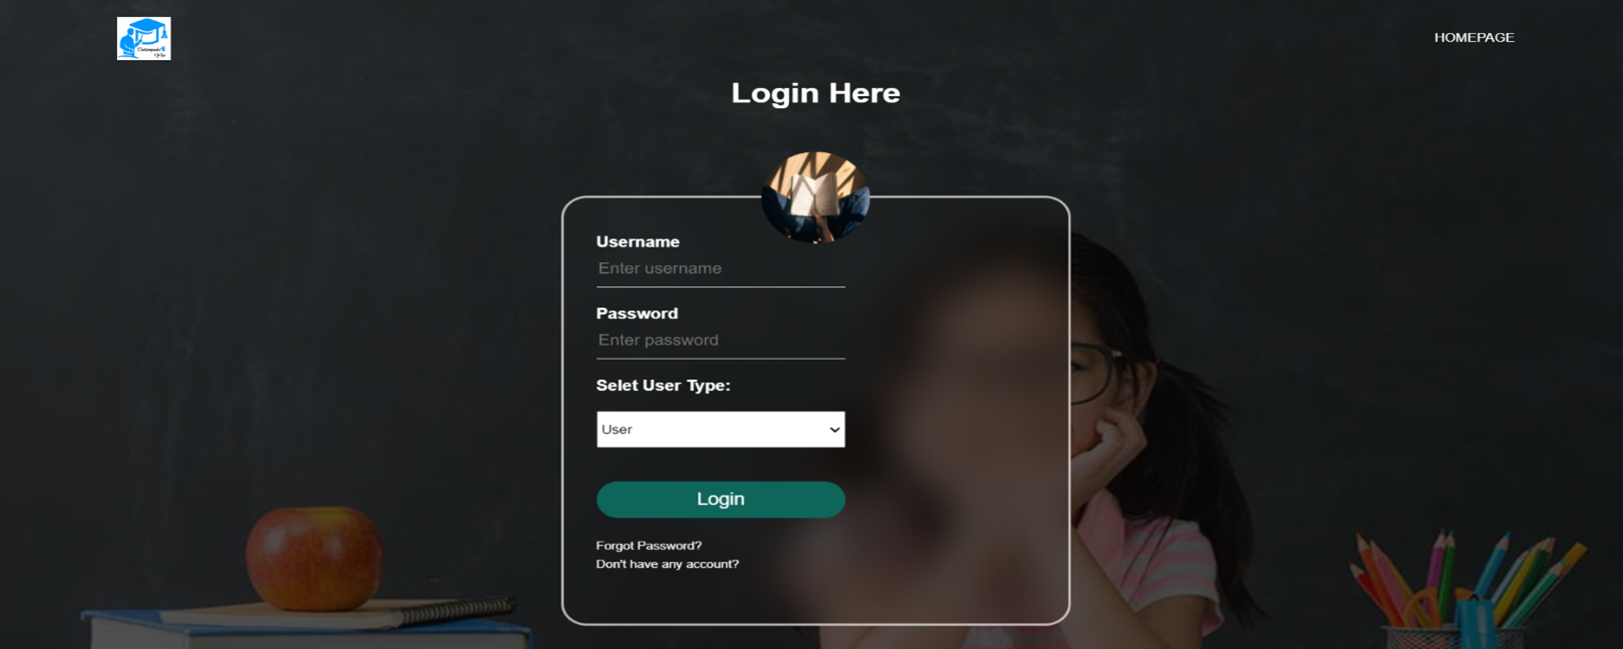 HOMEPAGE
Login Here
Username
Enter username
Password
Enter password
Selet User Type:
User
Login
Forgot Password?
Don't have any account?